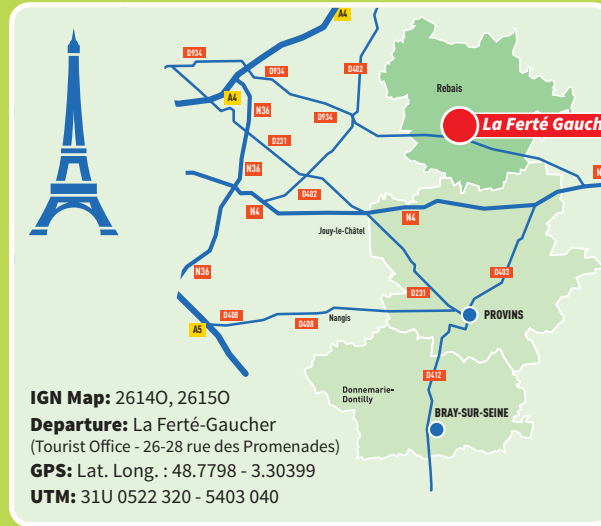 A4
D934
D934
D402
A4
N36
Rebais
D934
La Ferté Gauch
D231
N36
D402
N4
N4
Jouy-le-Châtel
N36
D403
D231
D408
D408
Nangis
PROVINS
A5
D412
Donnemarie-
Dontilly
BRAY-SUR-SEINE
IGN Map: 2614O, 2615O
Departure: La Ferté-Gaucher
(Tourist Office - 26-28 rue des Promenades)
GPS: Lat. Long. : 48.7798 - 3.30399
UTM: 31U 0522 320 - 5403 040